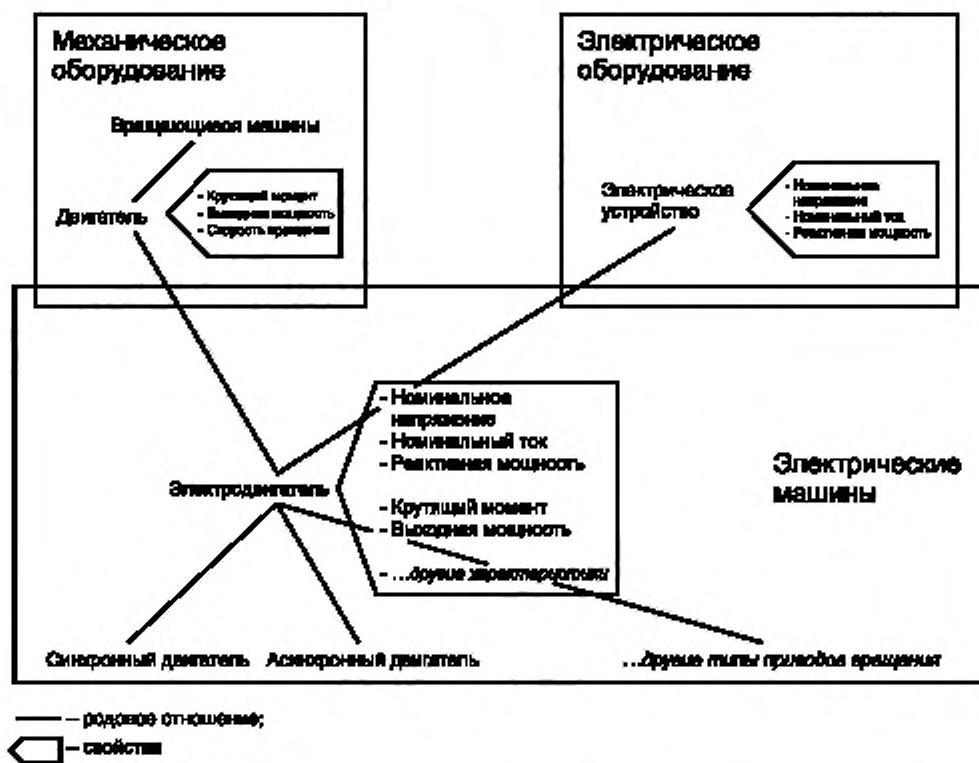 Механическое
оборудование
Вращающиеся машины
Двигатель
- Крутящий момент
- Выходная мощность
- Скорость вращения
Электрическое
оборудование
Электрическое
устройство
- Номинальное
напряжение
- Номинальный ток
- Реактивная мощность
- Номинальное
напряжение
- Номинальный ток
- Реактивная мощность
Электродвигатель
- Крутящий момент
- Выходная мощность
- ...другие характеристики
Электрические
машины
Синхронный двигатель
Асинхронный двигатель
...другие типы приводов вращения
— родовое отношение;
— свойства